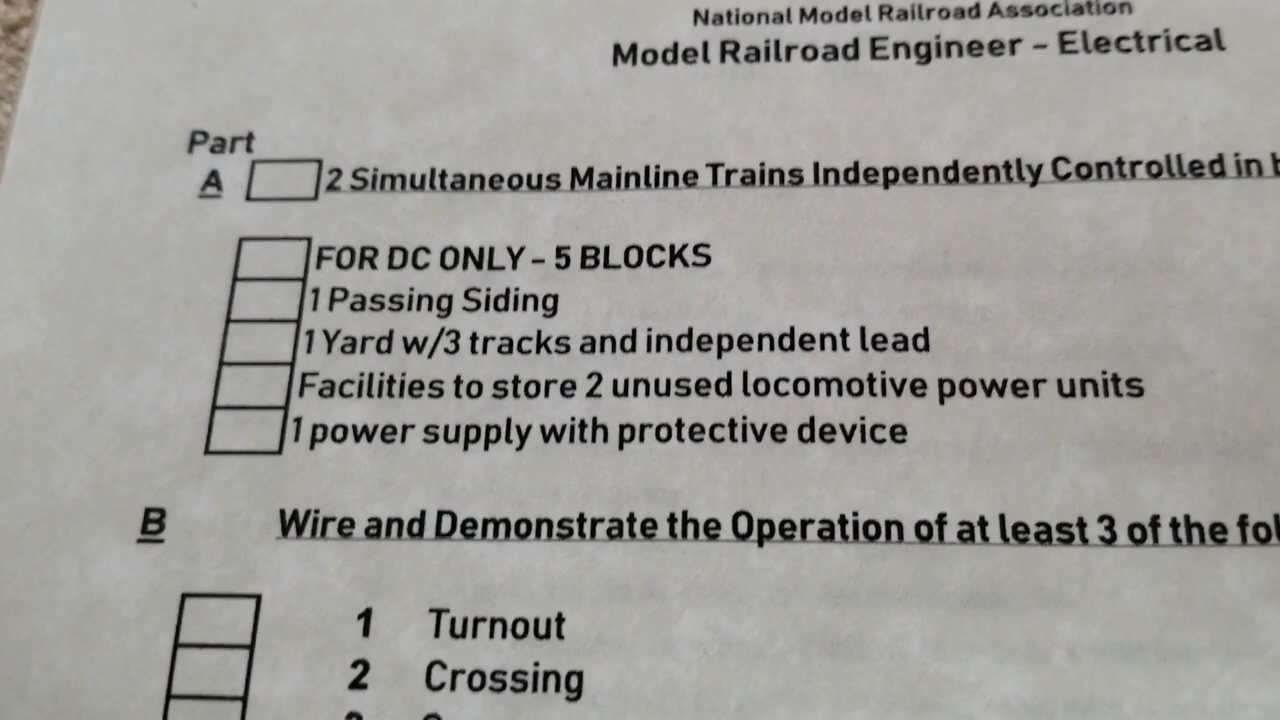 National Model Railroad Association
Model Railroad Engineer – Electrical
Part
A 2 Simultaneous Mainline Trains Independently Controlled in
FOR DC ONLY – 5 BLOCKS
1 Passing Siding
1 Yard w/3 tracks and independent lead
Facilities to store 2 unused locomotive power units
1 power supply with protective device
B Wire and Demonstrate the Operation of at least 3 of the
1 Turnout
2 Crossing